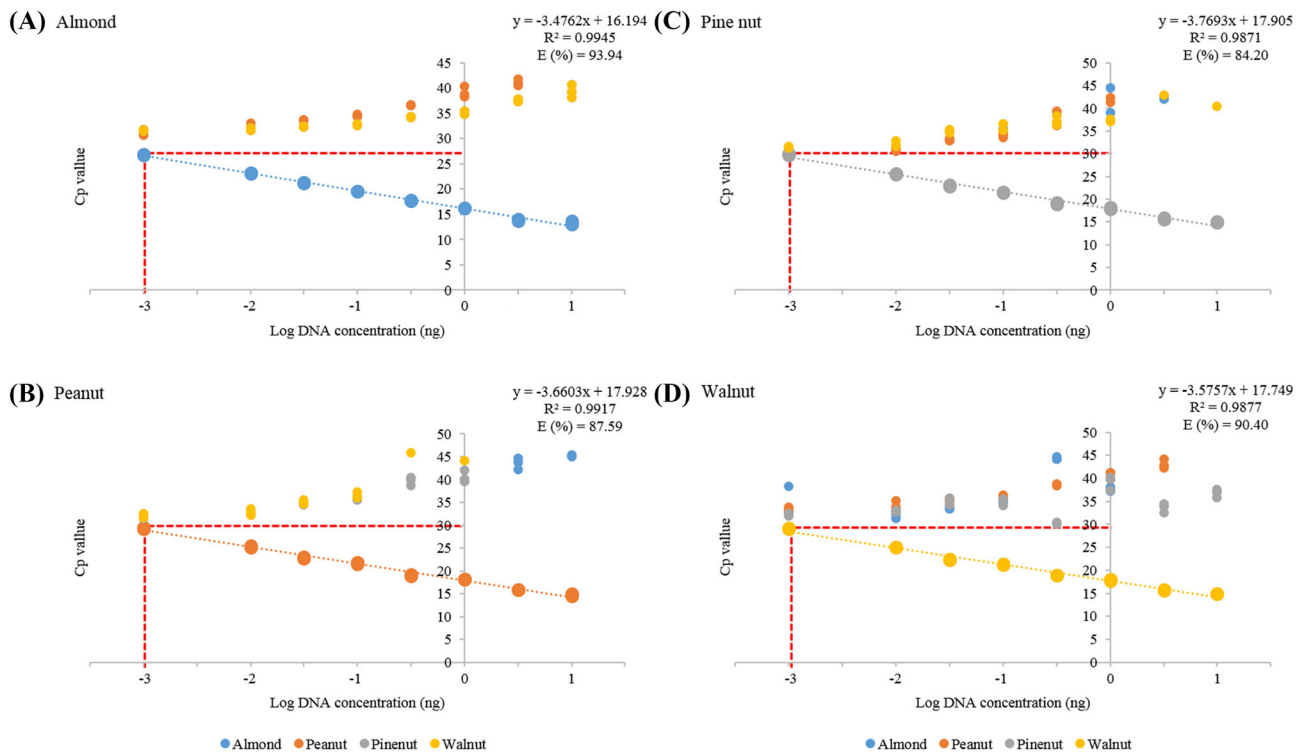 (A) Almond
y = -3.4762x + 16.194
R² = 0.9945
E (%) = 93.94
45
40
35
30
25
20
15
10
5
0
Cp vallue
-3 -2 -1 0 1
Log DNA concentration (ng)
(C) Pine nut
y = -3.7693x + 17.905
R² = 0.9871
E (%) = 84.20
50
45
40
35
30
25
20
15
10
5
0
Cp vallue
-3 -2 -1 0 1
Log DNA concentration (ng)
(B) Peanut
y = -3.6603x + 17.928
R² = 0.9917
E (%) = 87.59
50
45
40
35
30
25
20
15
10
5
0
Cp vallue
-3 -2 -1 0 1
Log DNA concentration (ng)
(D) Walnut
y = -3.5757x + 17.749
R² = 0.9877
E (%) = 90.40
50
45
40
35
30
25
20
15
10
5
0
Cp vallue
-3 -2 -1 0 1
Log DNA concentration (ng)
Almond Peanut Pinenut Walnut
Almond Peanut Pinenut Walnut